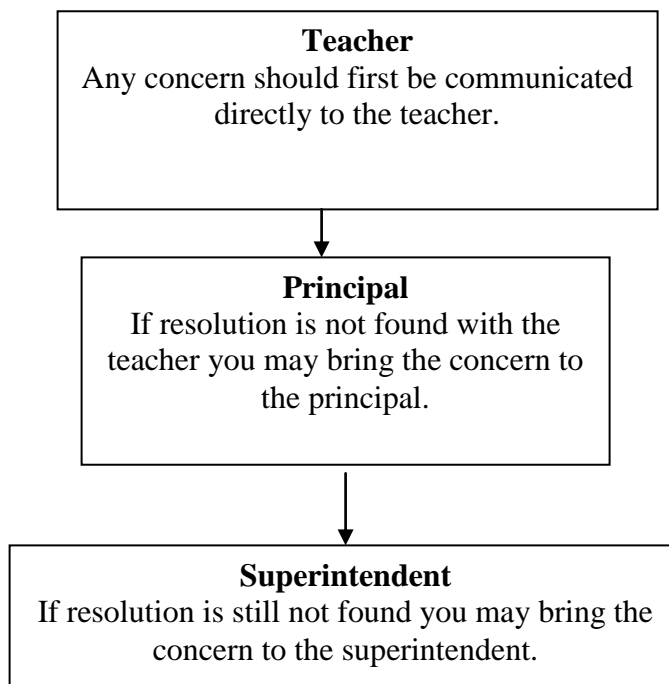 Teacher
Any concern should first be communicated
directly to the teacher.
Principal
If resolution is not found with the
teacher you may bring the concern to
the principal.
Superintendent
If resolution is still not found you may bring the
concern to the superintendent.